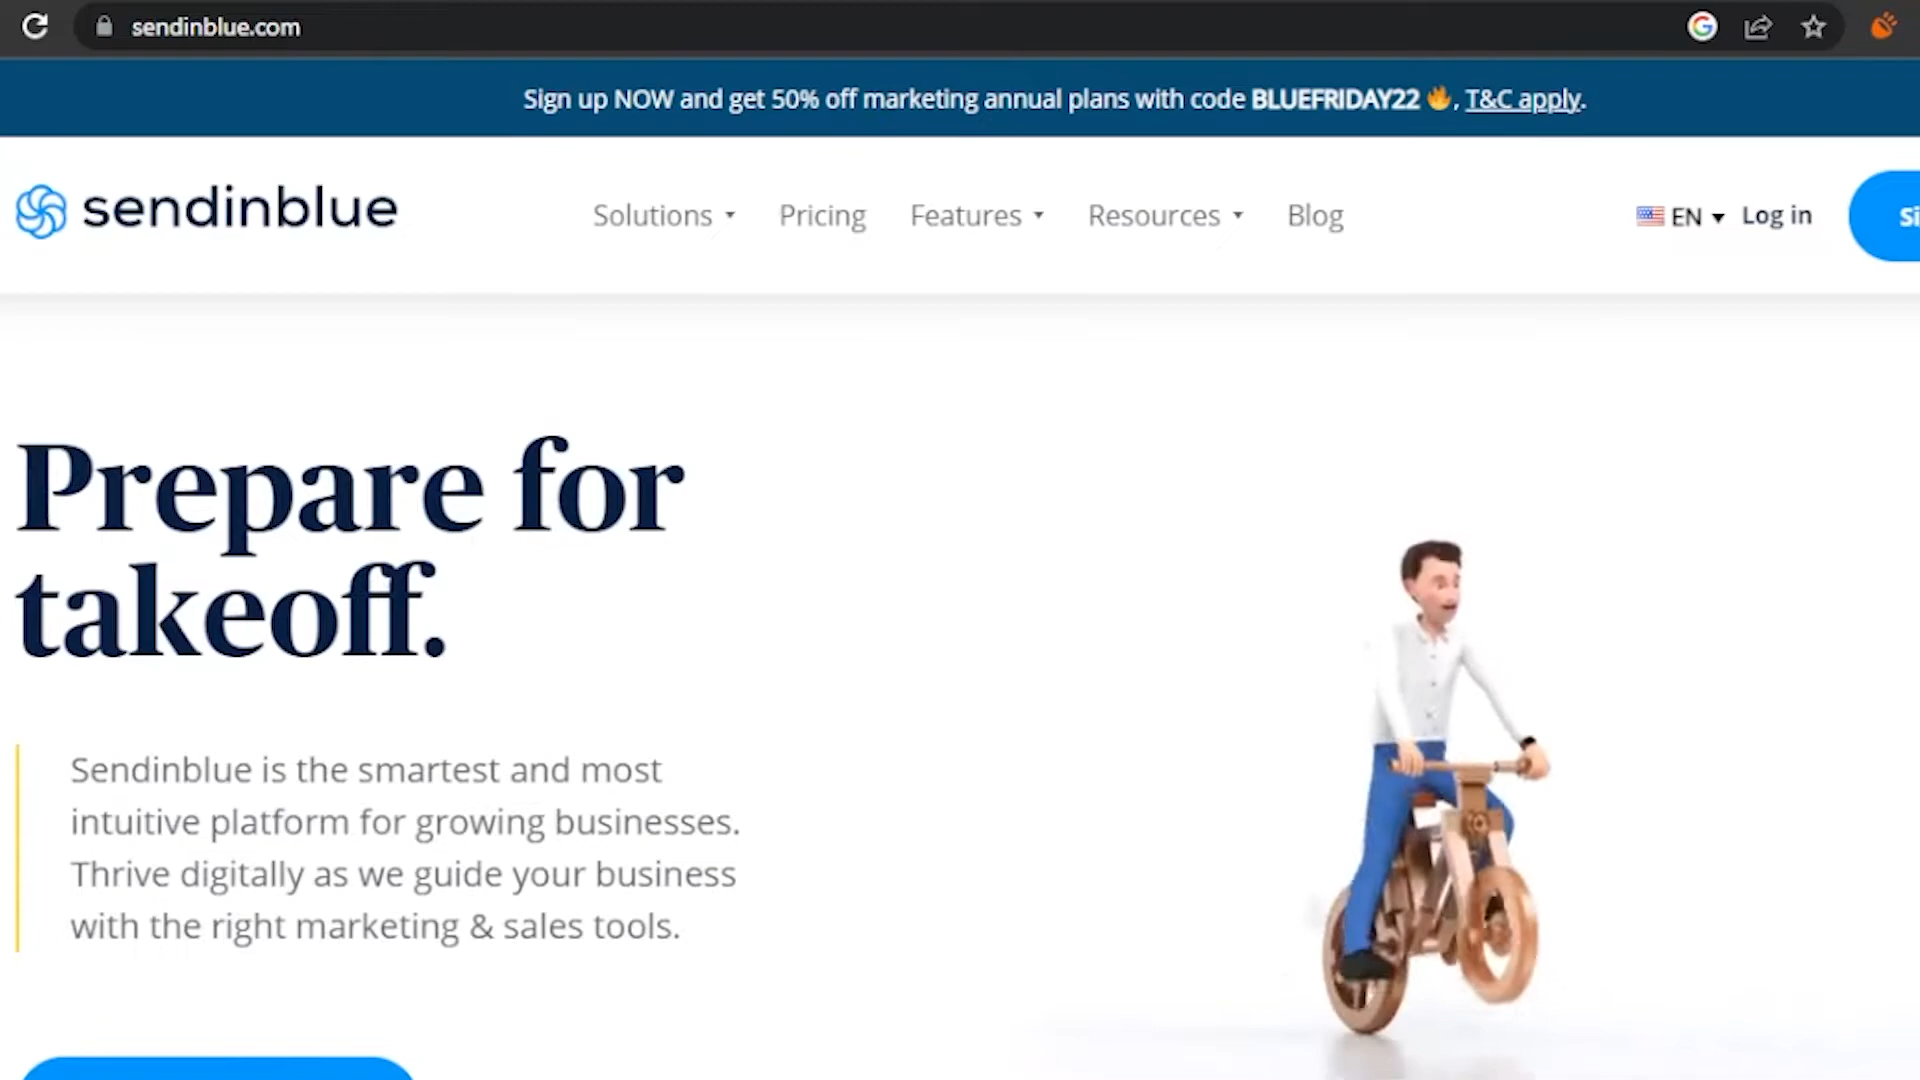 sendinblue.com
Sign up NOW and get 50% off marketing annual plans with code BLUEFRIDAY22 🔥, T&C apply.
sendinblue
Solutions
Pricing
Features
Resources
Blog
EN
Log in
Prepare for
takeoff.
Sendinblue is the smartest and most
intuitive platform for growing businesses.
Thrive digitally as we guide your business
with the right marketing & sales tools.